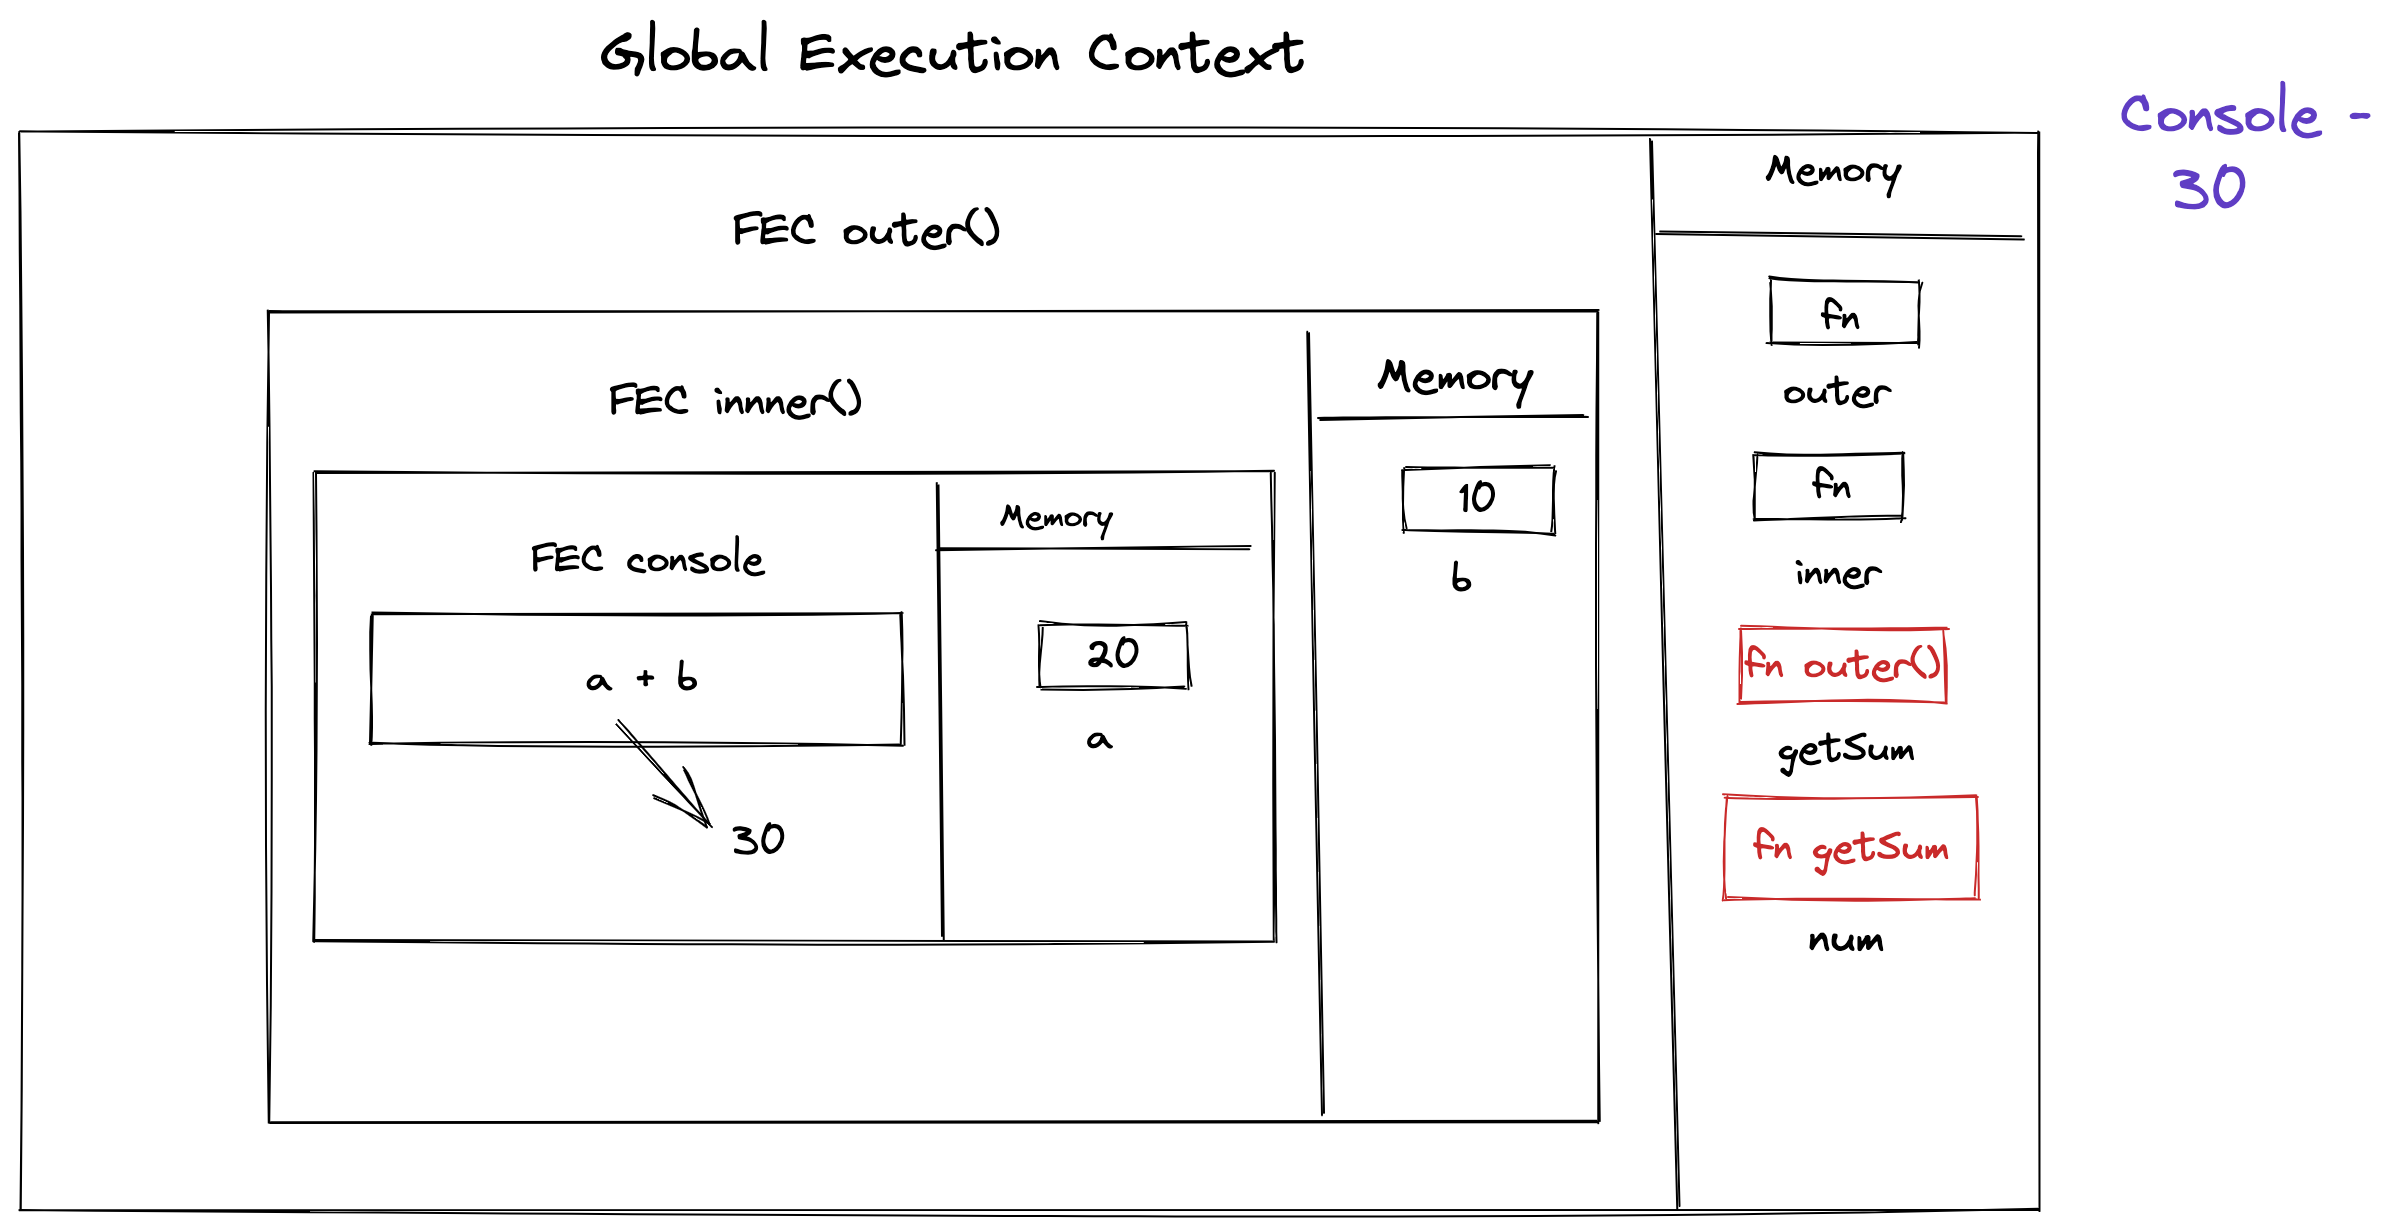 Global Execution Context
Console -
30
Memory
FEC outer()
fn
outer
Memory
FEC innner()
10
b
fn
inner
Memory
FEC console
20
a
a + b
30
fn outer()
getSum
fn getSum
num